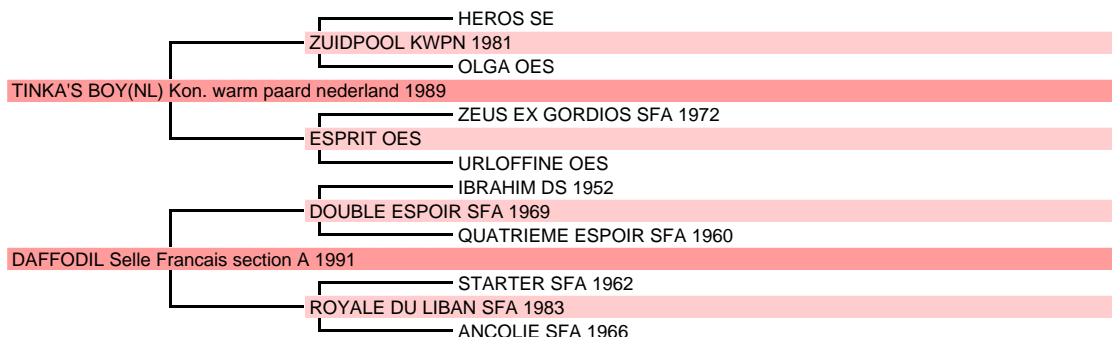 HEROS SE
ZUIDPOOL KWPN 1981
OLGA OES
TINKA'S BOY(NL) Kon. warm paard nederland 1989
ZEUS EX GORDIOS SFA 1972
ESPRIT OES
URLOFFINE OES
IBRAHIM DS 1952
DOUBLE ESPOIR SFA 1969
QUATRIEME ESPOIR SFA 1960
DAFFODIL Selle Francais section A 1991
STARTER SFA 1962
ROYALE DU LIBAN SFA 1983
ANCOLIE SFA 1966